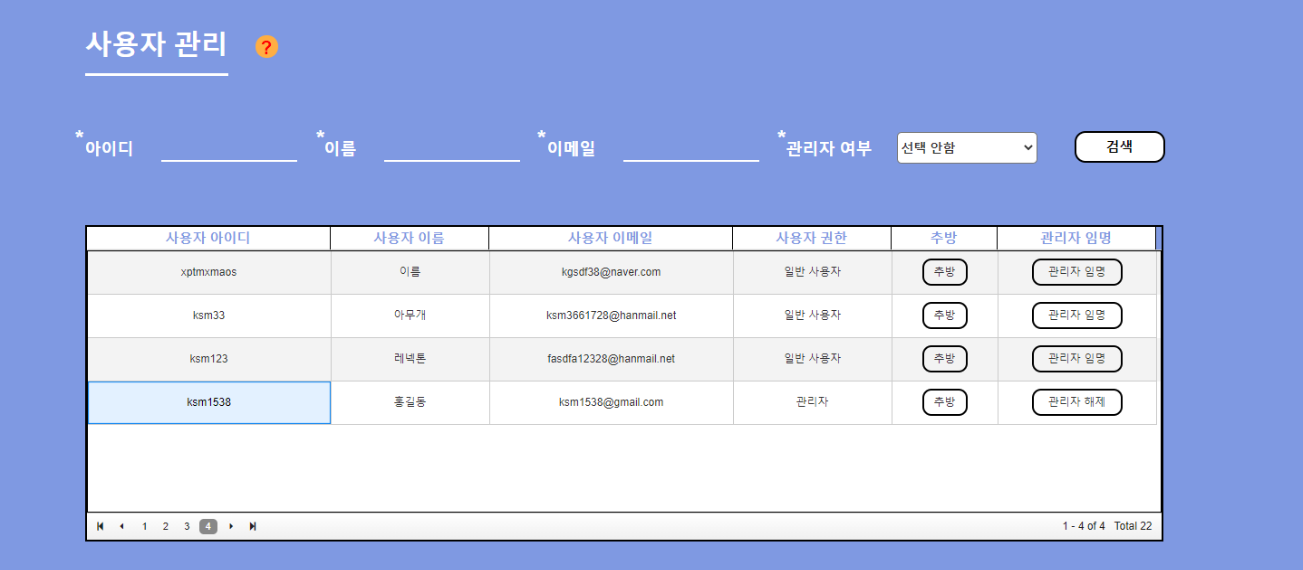 사용자 관리 ?
*아이디 *이름 *이메일 *관리자 여부 선택 안함 검색
사용자 아이디 사용자 이름 사용자 이메일 사용자 권한 추방 관리자 임명
xptmxmaos 이름 kgsdf38@naver.com 일반 사용자 추방 관리자 임명
ksm33 아무개 ksm3661728@hanmail.net 일반 사용자 추방 관리자 임명
ksm123 레넥톤 fasdfa12328@hanmail.net 일반 사용자 추방 관리자 임명
ksm1538 홍길동 ksm1538@gmail.com 관리자 추방 관리자 해제
1 2 3 4 1 - 4 of 4 Total 22